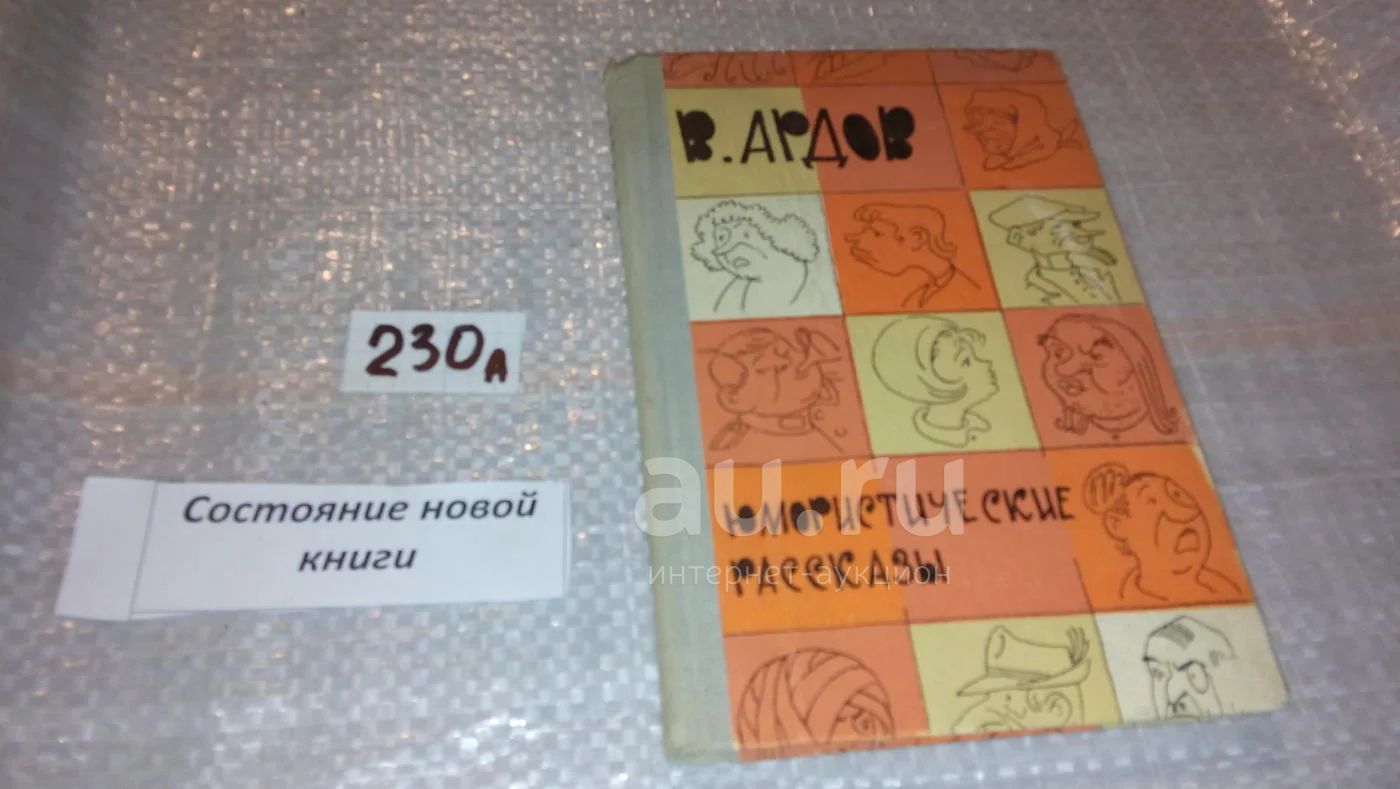 В. АРДОВ
230А
Состояние новой
книги
ЮМОРИСТИЧЕСКИЕ
РАССКАЗЫ
au.ru
интернет-аукцион